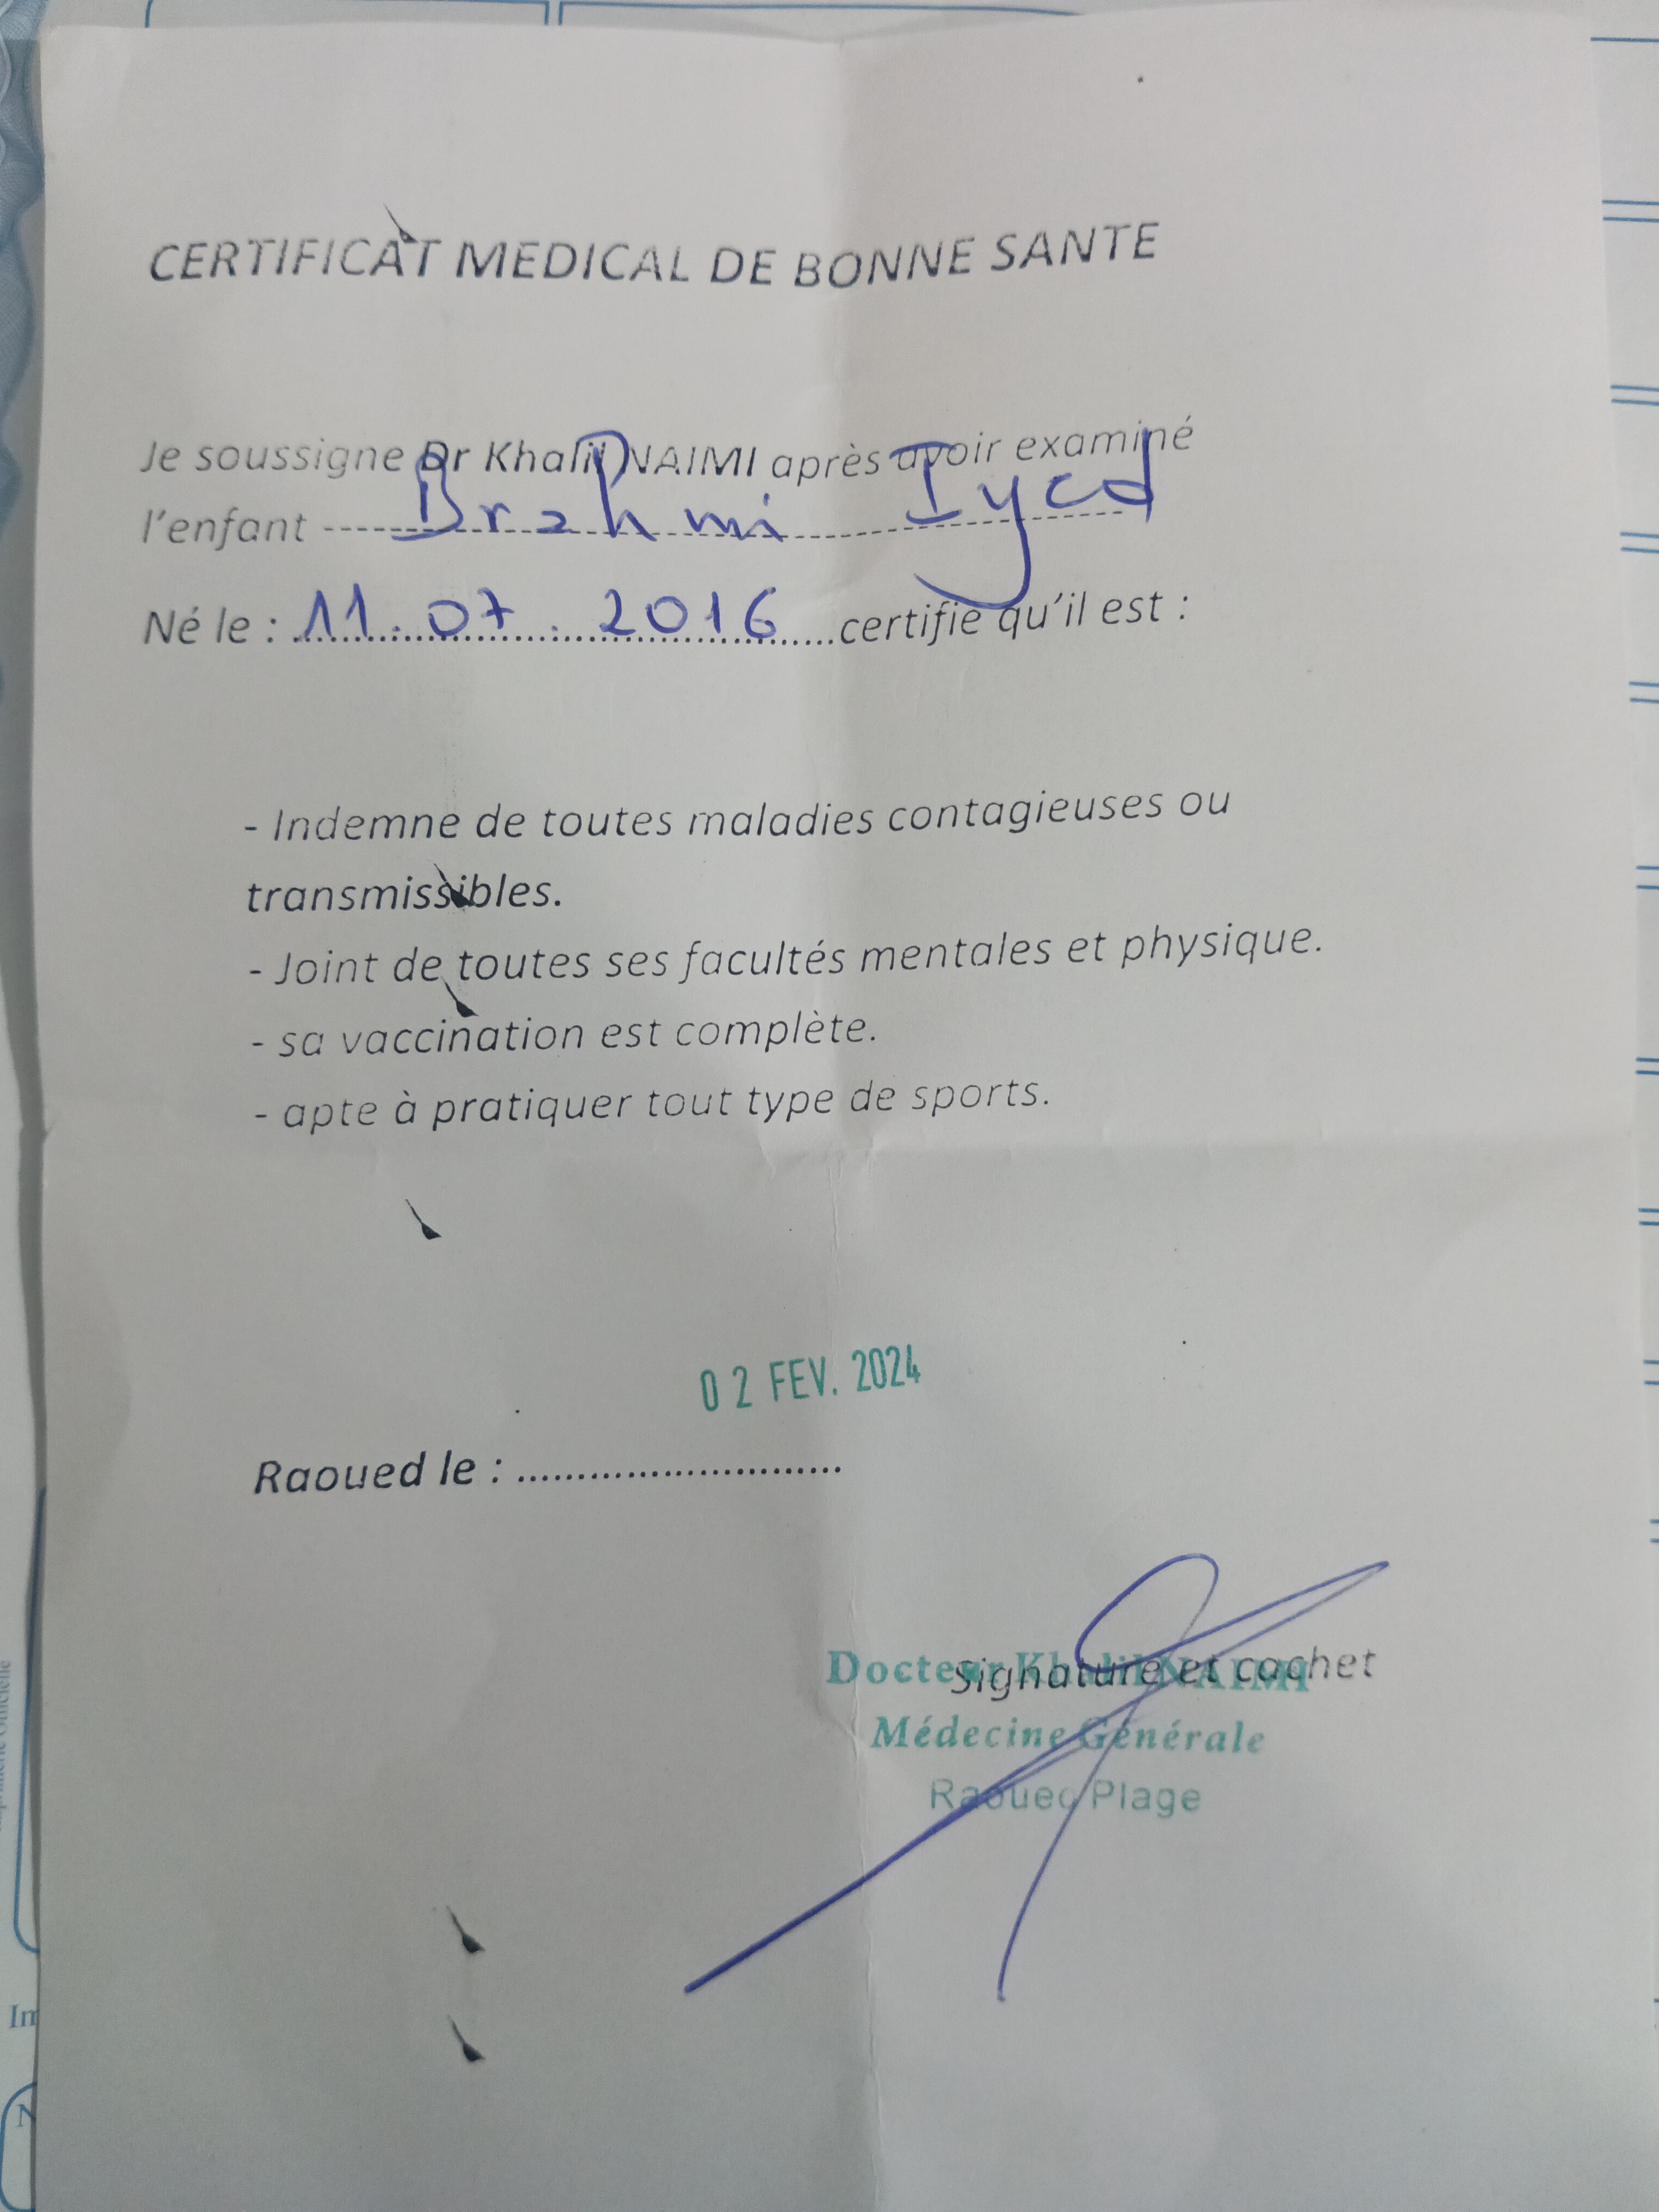 CERTIFICAT MEDICAL DE BONNE SANTE
Je soussigne Dr Khalil NAIMI après avoir examiné
l'enfant Brahmi Iyed
Né le : 11.07.2016 certifie qu'il est :
- Indemne de toutes maladies contagieuses ou
transmissibles.
- Joint de toutes ses facultés mentales et physique.
- sa vaccination est complète.
- apte à pratiquer tout type de sports.
02 FEV. 2024
Raoued le : ............................
Signature et cachet
Docteur Khalil NAIMI
Médecine Générale
Raoued Plage